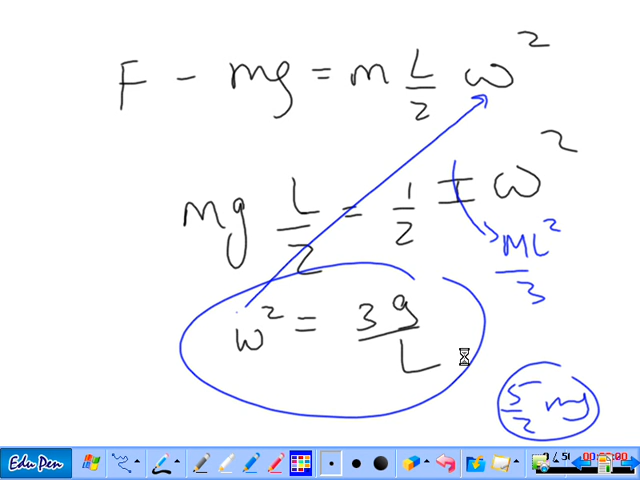 F - mg = m L/2 ω²
mg L/2 = 1/2 I ω²
ML²/3
ω² = 3g/L
5/2 mg
Edu Pen